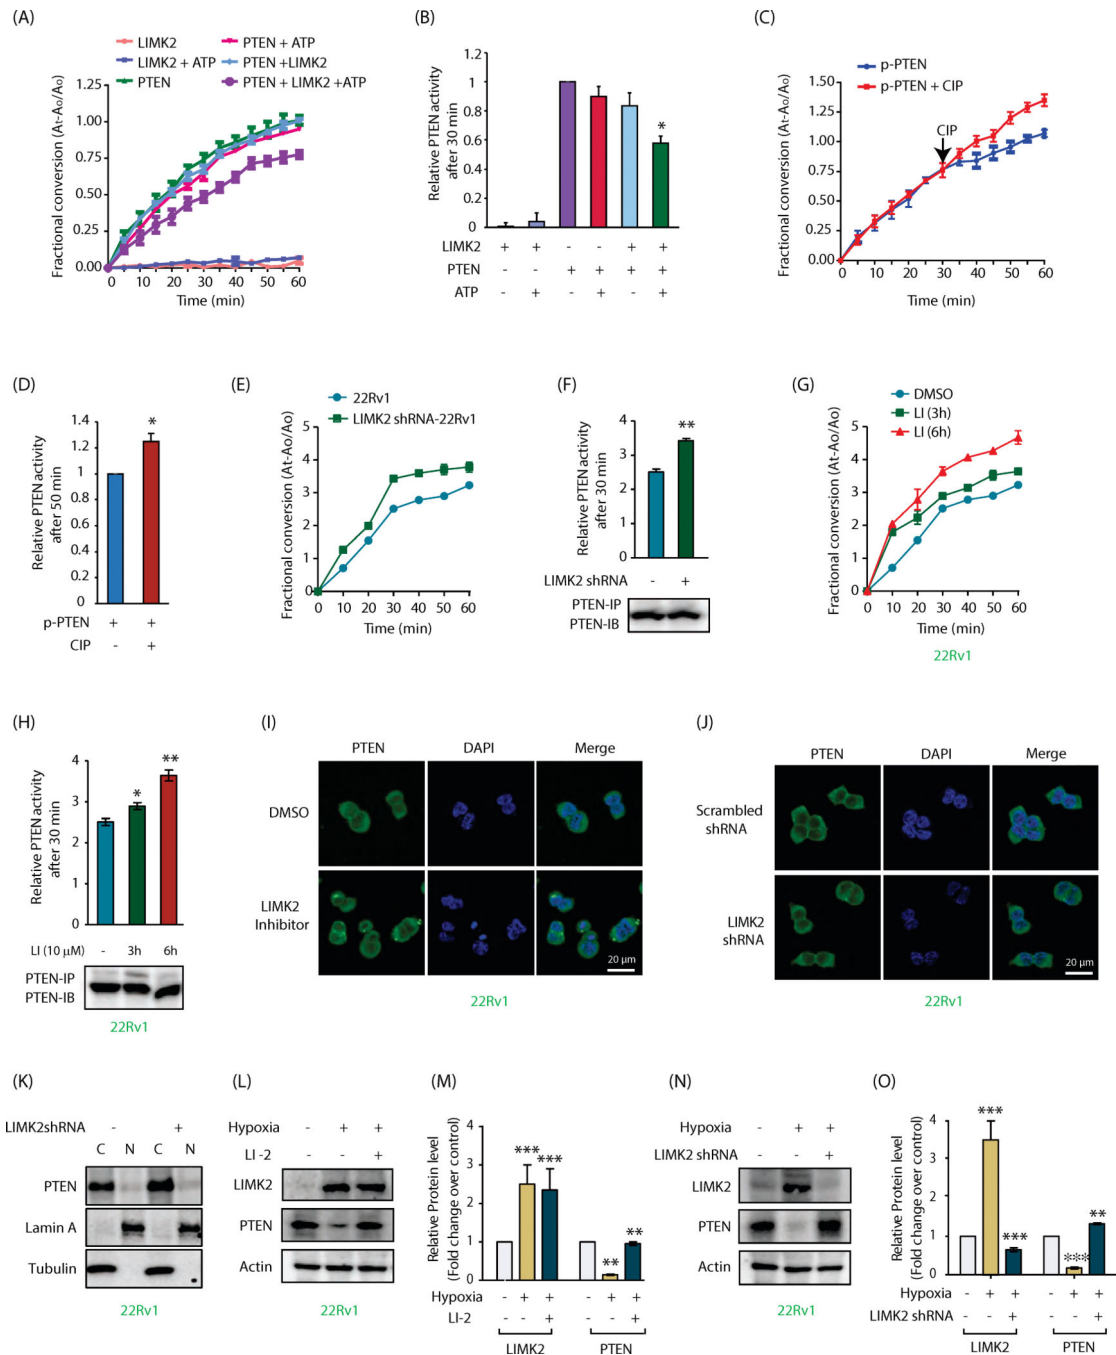 (A)
LIMK2
LIMK2 + ATP
PTEN
PTEN + ATP
PTEN +LIMK2
PTEN + LIMK2 +ATP
Fractional conversion (At-Ao/Ao)
1.25
1.00
0.75
0.50
0.25
0.00
0 10 20 30 40 50 60
Time (min)
(B)
Relative PTEN activity
after 30 min
1.2
1
0.8
0.6
0.4
0.2
0
*
LIMK2 + + - - + +
PTEN - - + + + +
ATP - + - + - +
(C)
p-PTEN
p-PTEN + CIP
Fractional conversion (At-Ao/Ao)
1.50
1.25
1.00
0.75
0.50
0.25
0.00
CIP
0 10 20 30 40 50 60
Time (min)
(D)
Relative PTEN activity
after 50 min
1.4
1.2
1
0.8
0.6
0.4
0.2
0
*
p-PTEN + +
CIP - +
(E)
22Rv1
LIMK2 shRNA-22Rv1
Fractional conversion (At-Ao/Ao)
5
4
3
2
1
0
0 10 20 30 40 50 60
Time (min)
(F)
Relative PTEN activity
after 30 min
4
3
2
1
0
**
LIMK2 shRNA - +
PTEN-IP
PTEN-IB
(G)
DMSO
LI (3h)
LI (6h)
Fractional conversion (At-Ao/Ao)
5
4
3
2
1
0
0 10 20 30 40 50 60
Time (min)
22Rv1
(H)
Relative PTEN activity
after 30 min
4
3
2
1
0
*
**
LI (10 μM) - 3h 6h
PTEN-IP
PTEN-IB
22Rv1
(I)
PTEN DAPI Merge
DMSO
LIMK2
Inhibitor
20 μm
22Rv1
(J)
PTEN DAPI Merge
Scrambled
shRNA
LIMK2
shRNA
20 μm
22Rv1
(K)
LIMK2shRNA - +
C N C N
PTEN
Lamin A
Tubulin
22Rv1
(L)
Hypoxia - + +
LI -2 - - +
LIMK2
PTEN
Actin
22Rv1
(M)
Relative Protein level
(Fold change over control)
4
3
2
1
0
***
***
**
**
Hypoxia - + + - + +
LI-2 - - + - - +
LIMK2 PTEN
(N)
Hypoxia - + +
LIMK2 shRNA - - +
LIMK2
PTEN
Actin
22Rv1
(O)
Relative Protein level
(Fold change over control)
4
3
2
1
0
***
***
***
**
Hypoxia - + + - + +
LIMK2 shRNA - - + - - +
LIMK2 PTEN